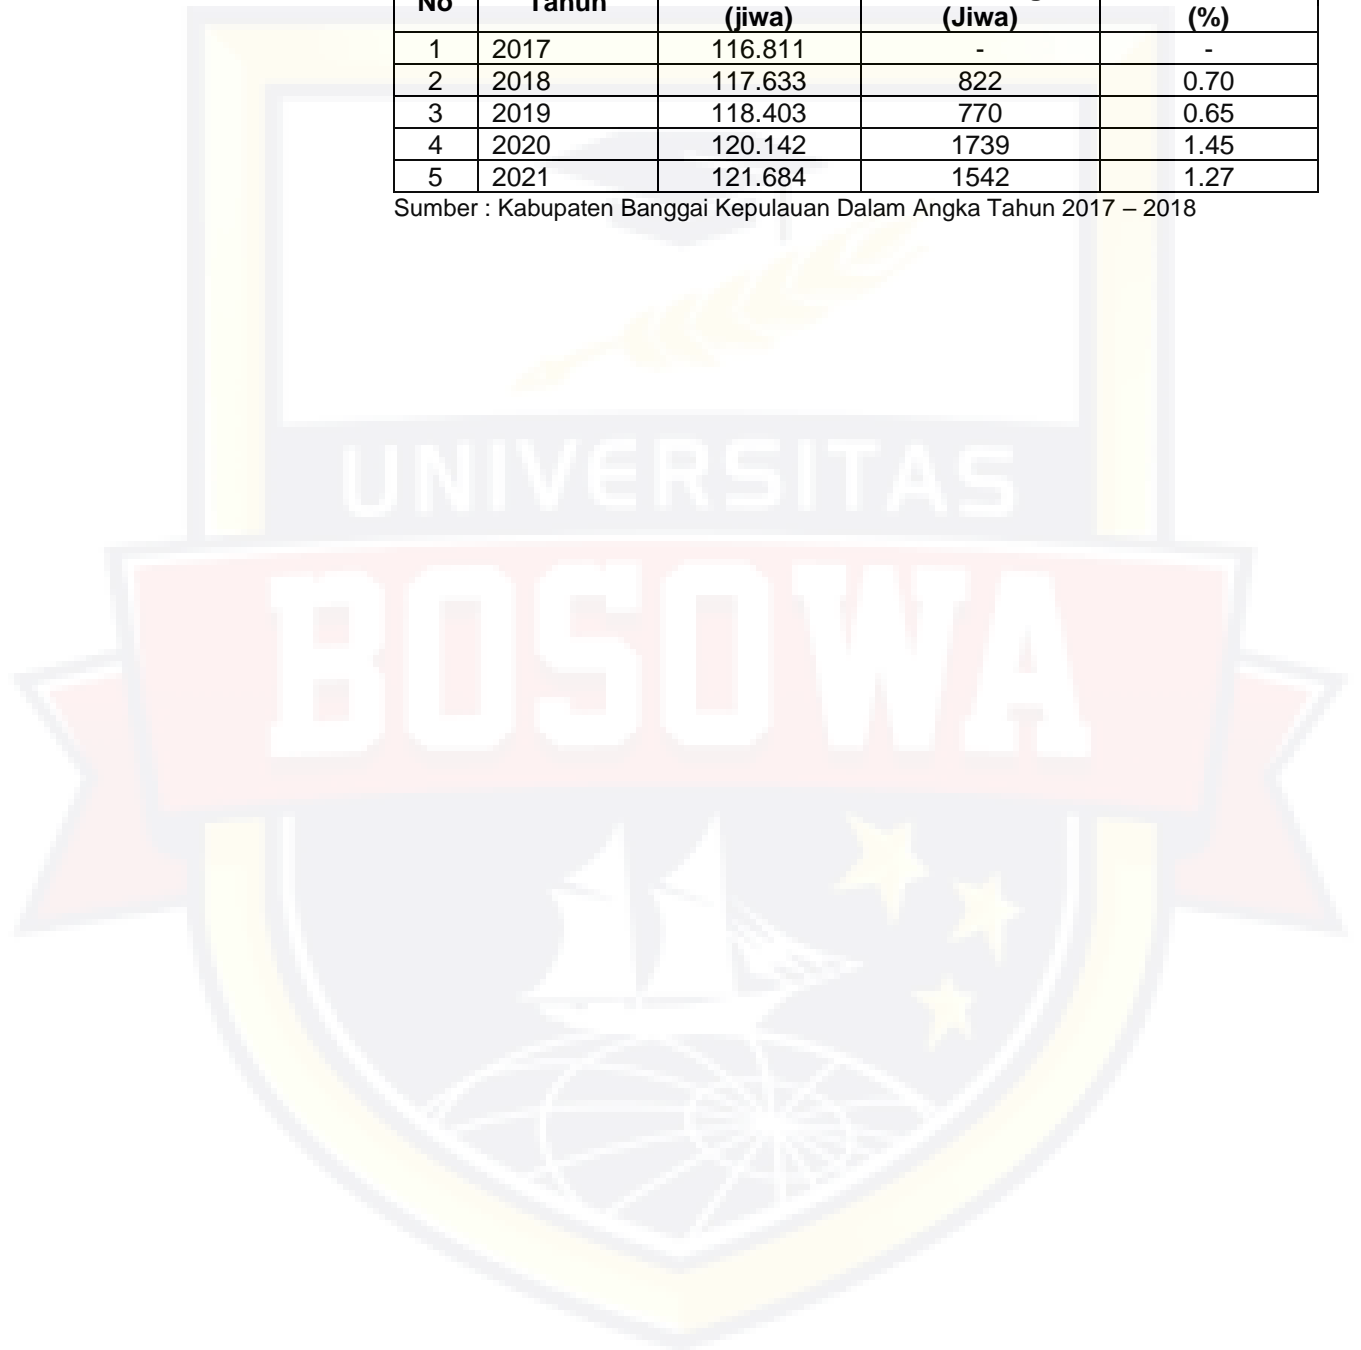 No Tahun (jiwa) (Jiwa) (%)
1 2017 116.811 - -
2 2018 117.633 822 0.70
3 2019 118.403 770 0.65
4 2020 120.142 1739 1.45
5 2021 121.684 1542 1.27
Sumber : Kabupaten Banggai Kepulauan Dalam Angka Tahun 2017 – 2018
UNIVERSITAS
BOSOWA